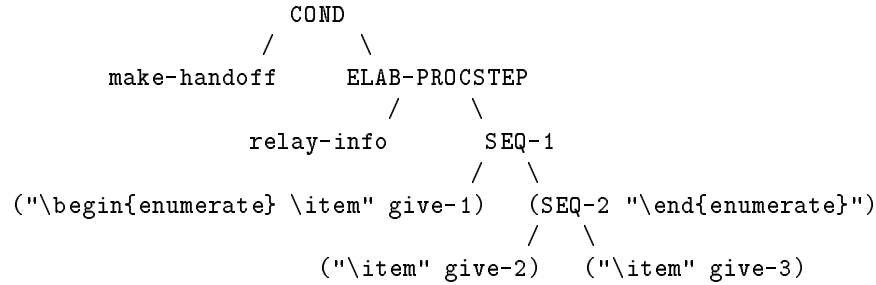 COND
/ \
make-handoff ELAB-PROCSTEP
/ \
relay-info SEQ-1
/ \
("\begin{enumerate} \item" give-1) (SEQ-2 "\end{enumerate}")
/ \
("\item" give-2) ("\item" give-3)